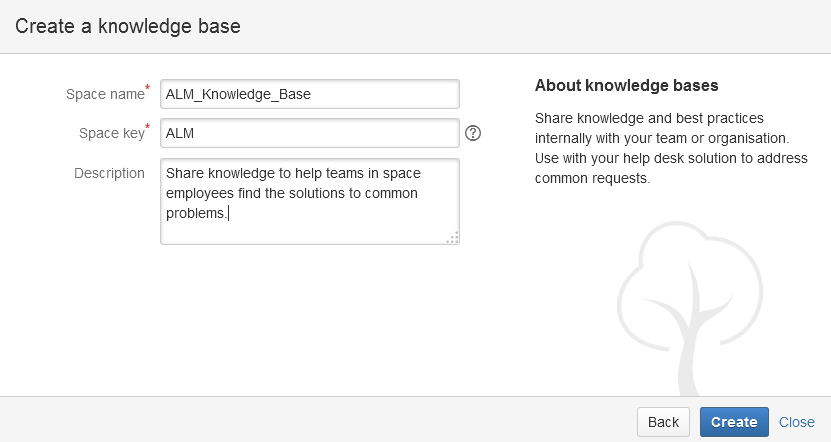 Create a knowledge base
Space name*
ALM_Knowledge_Base
Space key*
ALM
?
Description
Share knowledge to help teams in space
employees find the solutions to common
problems.
About knowledge bases
Share knowledge and best practices
internally with your team or organisation.
Use with your help desk solution to address
common requests.
Back
Create
Close